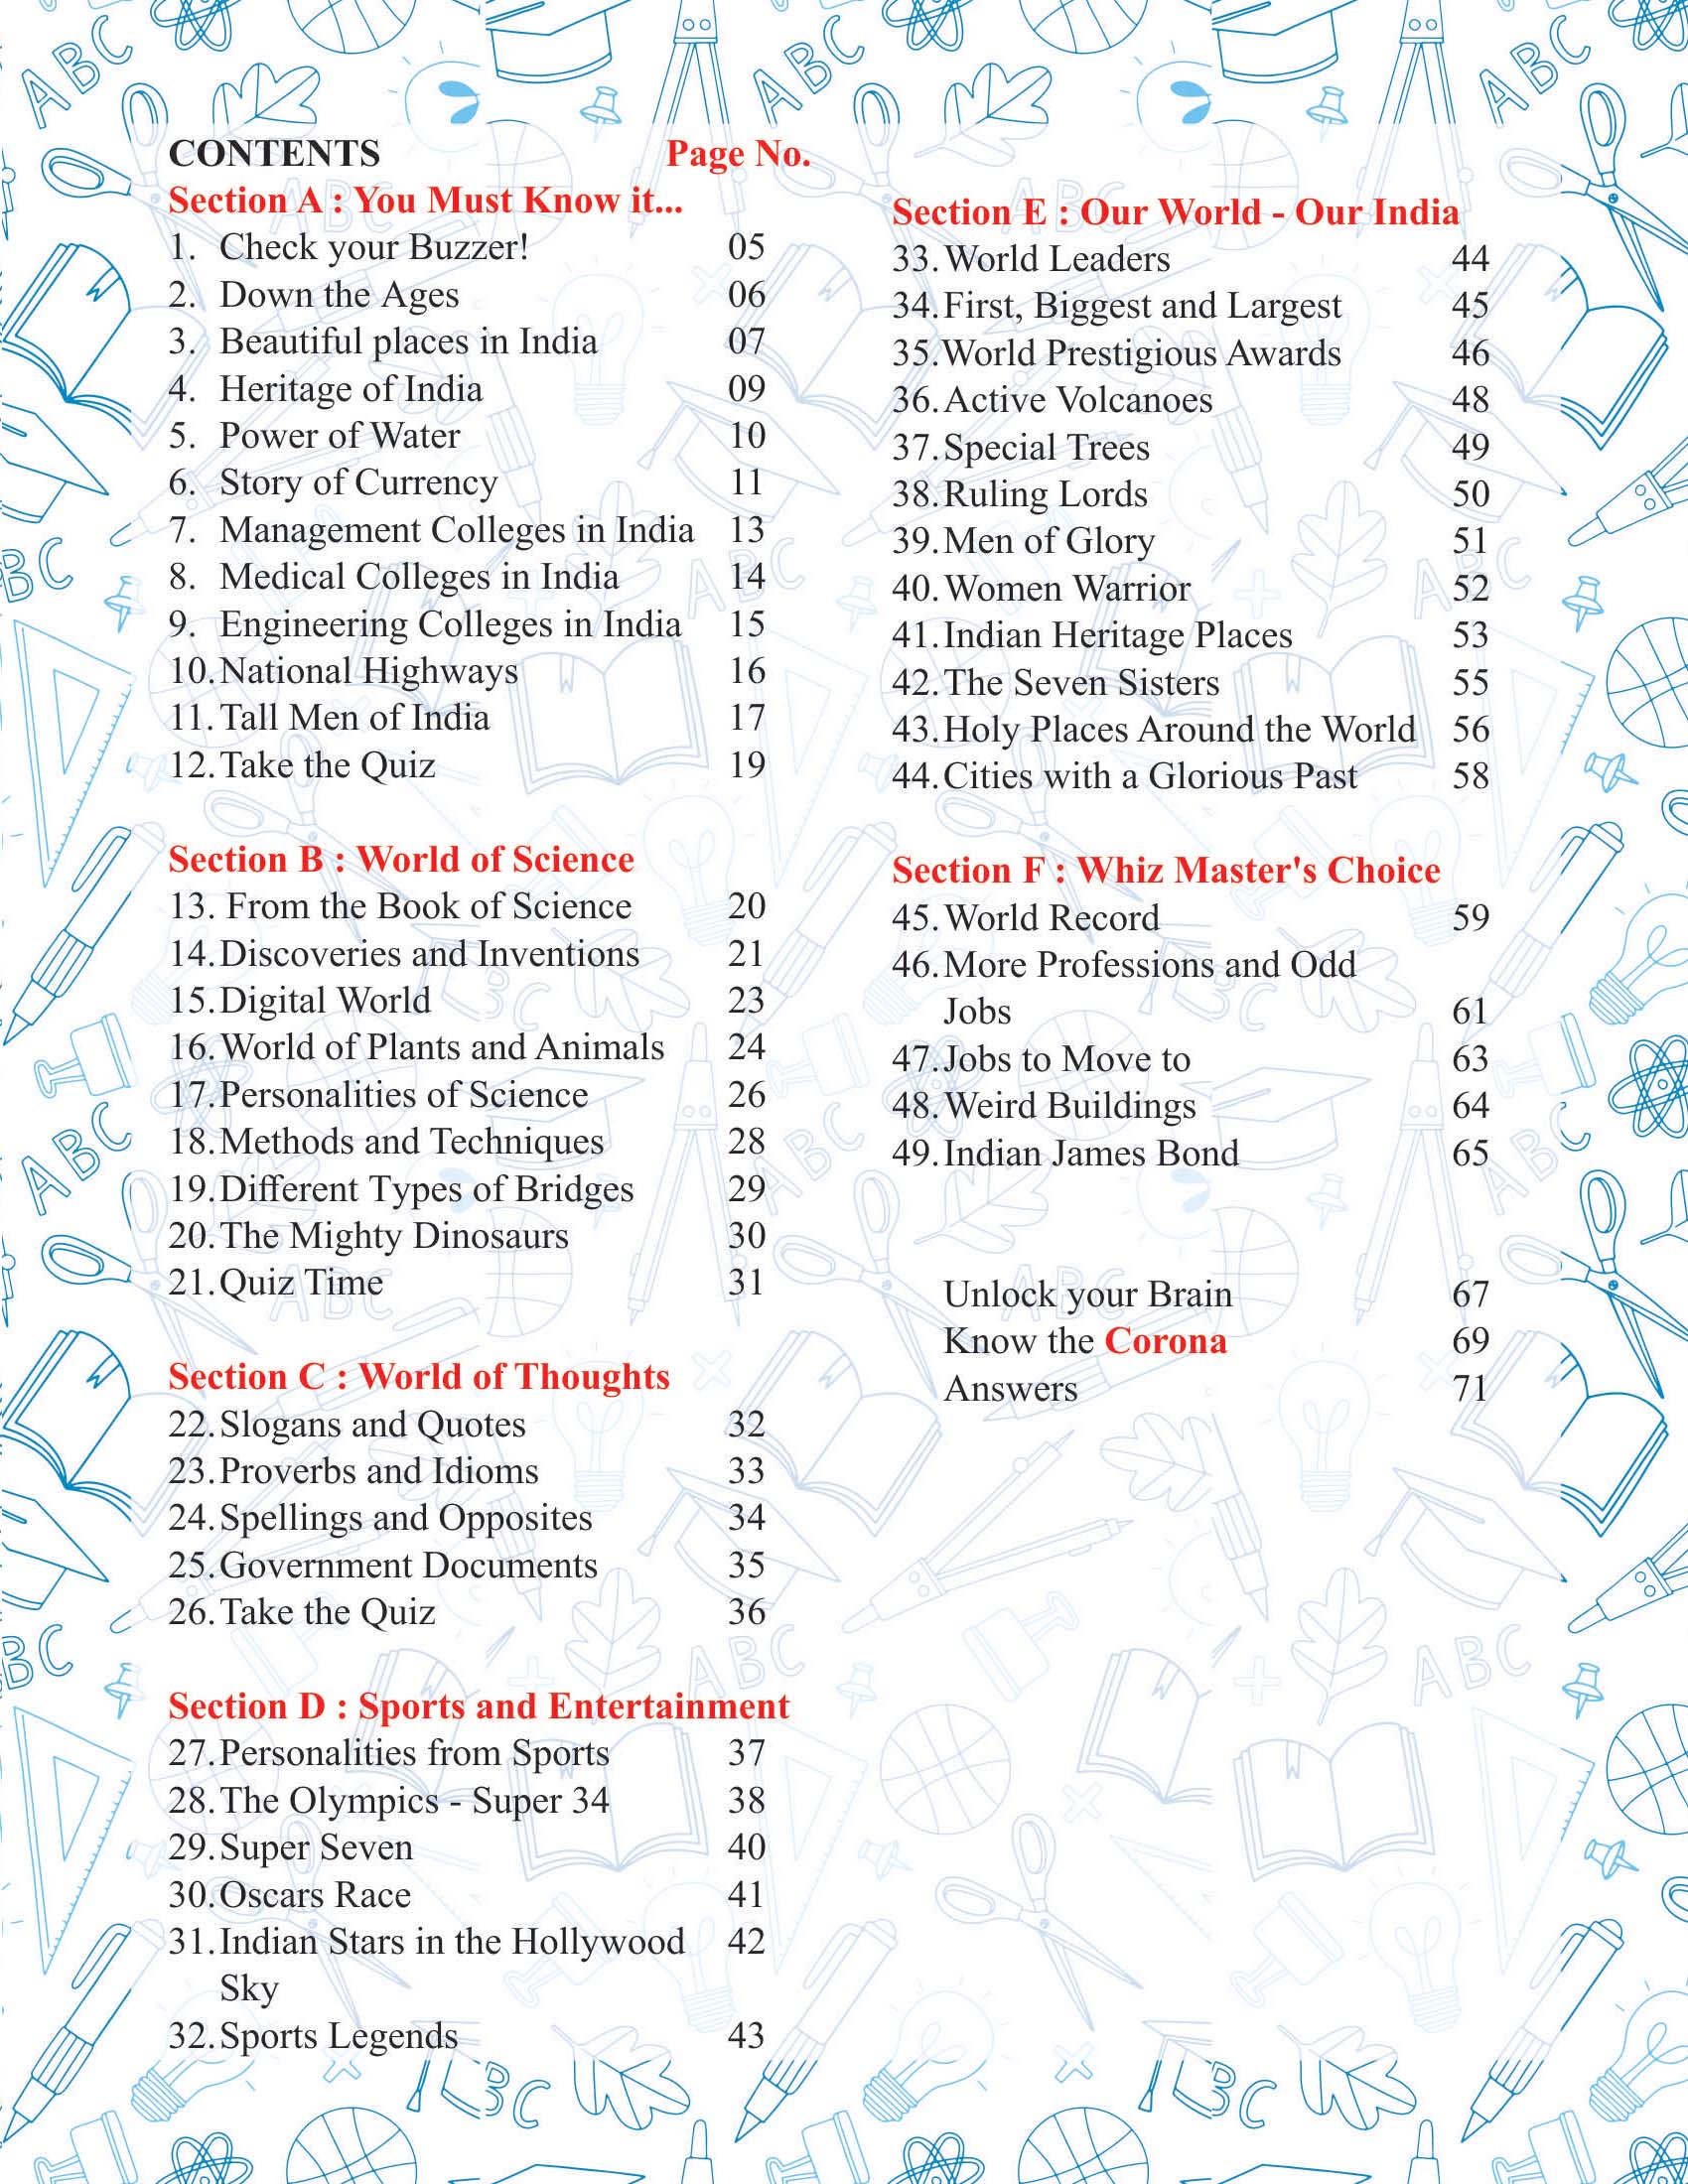 CONTENTS Page No.
Section A : You Must Know it...
1. Check your Buzzer! 05
2. Down the Ages 06
3. Beautiful places in India 07
4. Heritage of India 09
5. Power of Water 10
6. Story of Currency 11
7. Management Colleges in India 13
8. Medical Colleges in India 14
9. Engineering Colleges in India 15
10. National Highways 16
11. Tall Men of India 17
12. Take the Quiz 19
Section B : World of Science
13. From the Book of Science 20
14. Discoveries and Inventions 21
15. Digital World 23
16. World of Plants and Animals 24
17. Personalities of Science 26
18. Methods and Techniques 28
19. Different Types of Bridges 29
20. The Mighty Dinosaurs 30
21. Quiz Time 31
Section C : World of Thoughts
22. Slogans and Quotes 32
23. Proverbs and Idioms 33
24. Spellings and Opposites 34
25. Government Documents 35
26. Take the Quiz 36
Section D : Sports and Entertainment
27. Personalities from Sports 37
28. The Olympics - Super 34 38
29. Super Seven 40
30. Oscars Race 41
31. Indian Stars in the Hollywood 42
Sky
32. Sports Legends 43
Section E : Our World - Our India
33. World Leaders 44
34. First, Biggest and Largest 45
35. World Prestigious Awards 46
36. Active Volcanoes 48
37. Special Trees 49
38. Ruling Lords 50
39. Men of Glory 51
40. Women Warrior 52
41. Indian Heritage Places 53
42. The Seven Sisters 55
43. Holy Places Around the World 56
44. Cities with a Glorious Past 58
Section F : Whiz Master's Choice
45. World Record 59
46. More Professions and Odd
Jobs 61
47. Jobs to Move to 63
48. Weird Buildings 64
49. Indian James Bond 65
Unlock your Brain 67
Know the Corona 69
Answers 71